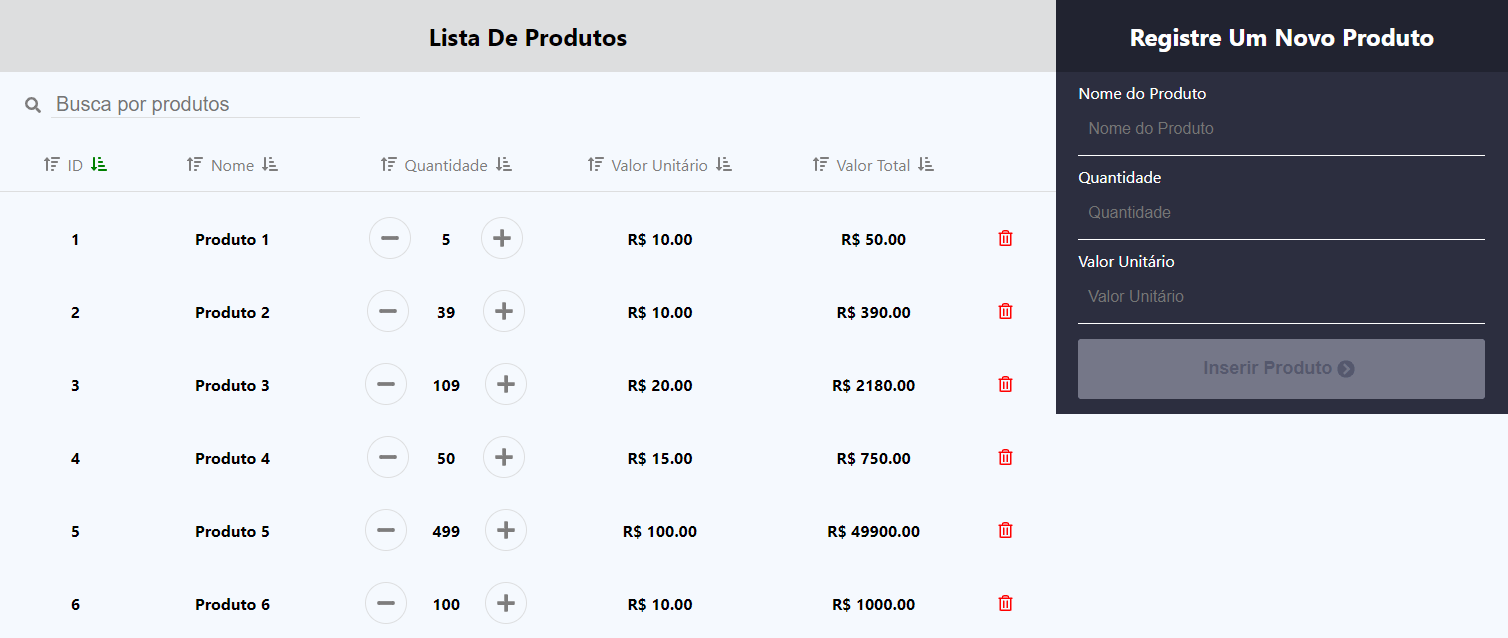 Lista De Produtos
Busca por produtos
ID Nome Quantidade Valor Unitário Valor Total
1 Produto 1 5 R$ 10.00 R$ 50.00
2 Produto 2 39 R$ 10.00 R$ 390.00
3 Produto 3 109 R$ 20.00 R$ 2180.00
4 Produto 4 50 R$ 15.00 R$ 750.00
5 Produto 5 499 R$ 100.00 R$ 49900.00
6 Produto 6 100 R$ 10.00 R$ 1000.00
Registre Um Novo Produto
Nome do Produto
Nome do Produto
Quantidade
Quantidade
Valor Unitário
Valor Unitário
Inserir Produto